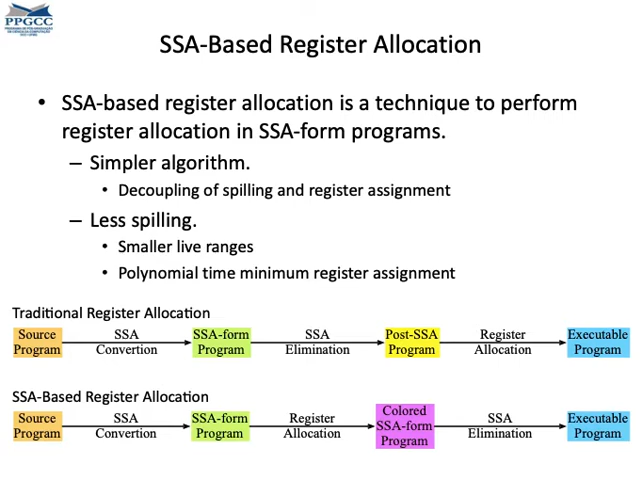 PPGCC
SSA-Based Register Allocation
• SSA-based register allocation is a technique to perform
register allocation in SSA-form programs.
– Simpler algorithm.
• Decoupling of spilling and register assignment
– Less spilling.
• Smaller live ranges
• Polynomial time minimum register assignment
Traditional Register Allocation
Source Program
SSA Convertion
SSA-form Program
SSA Elimination
Post-SSA Program
Register Allocation
Executable Program
SSA-Based Register Allocation
Source Program
SSA Convertion
SSA-form Program
Register Allocation
Colored SSA-form Program
SSA Elimination
Executable Program